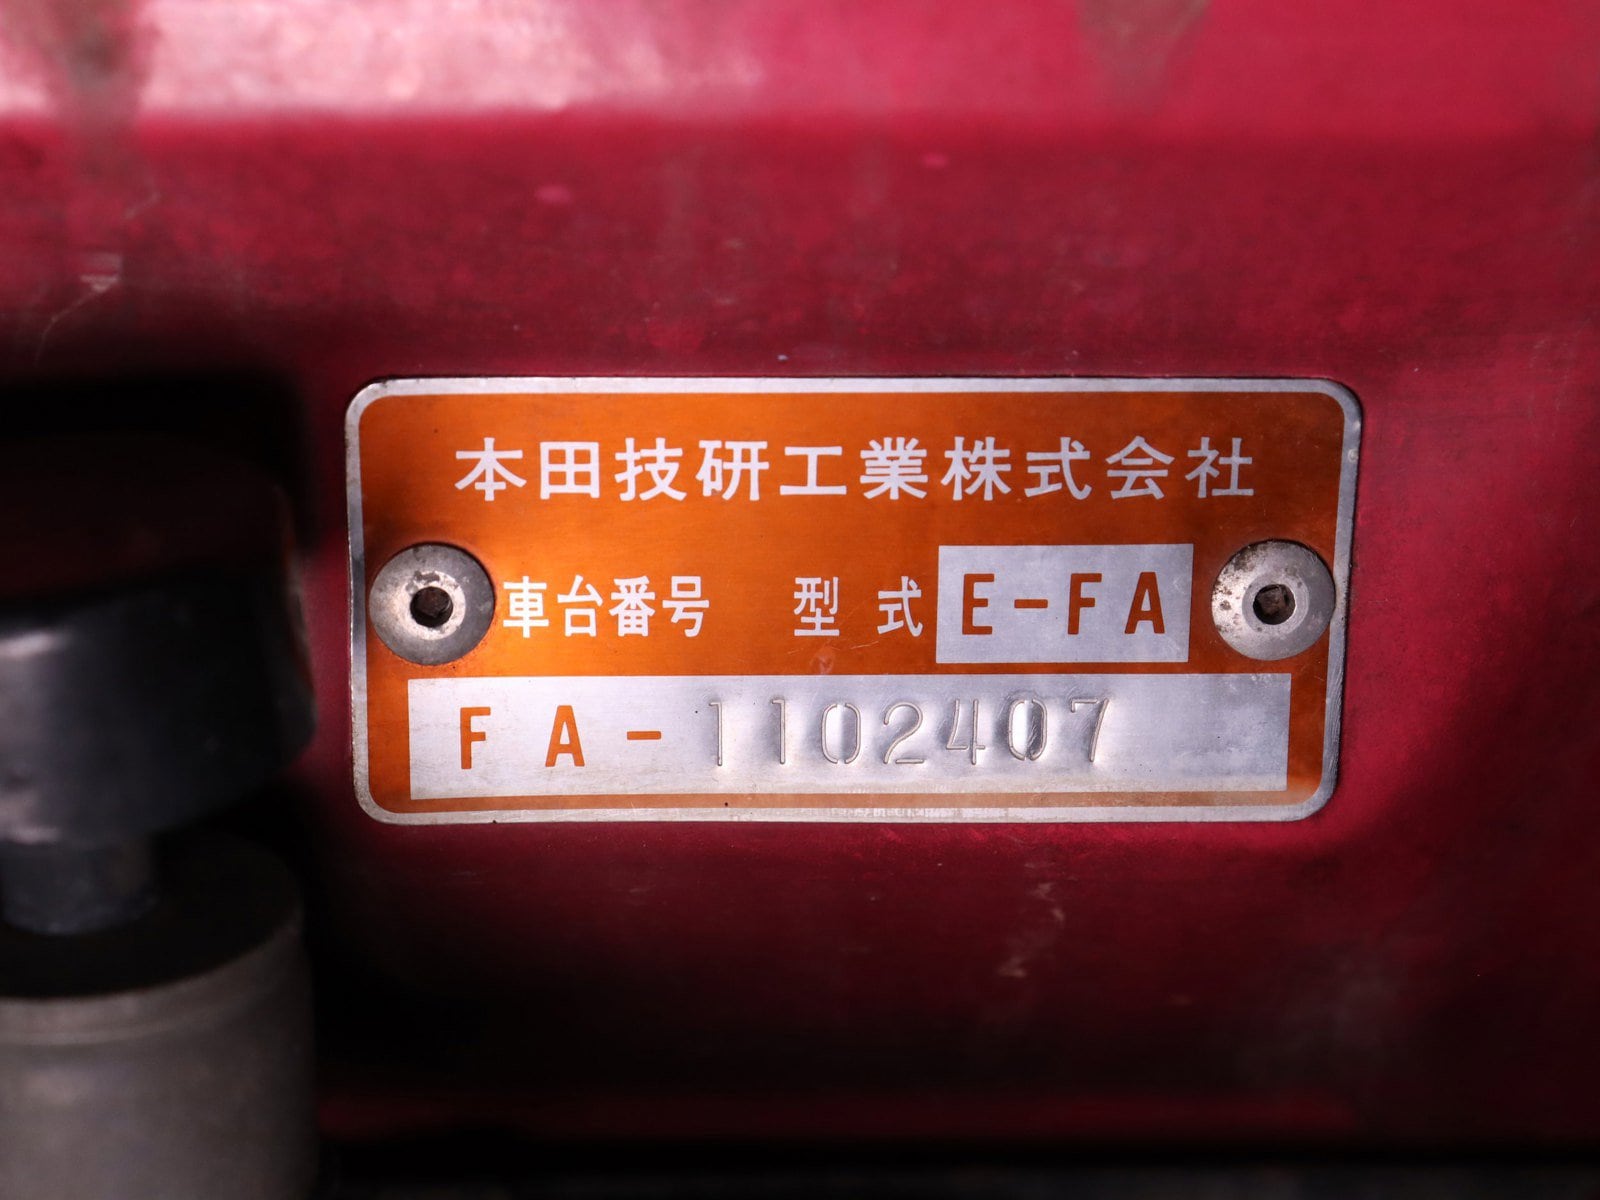 本田技研工業株式会社
車台番号 型式 E-FA
FA-1102407